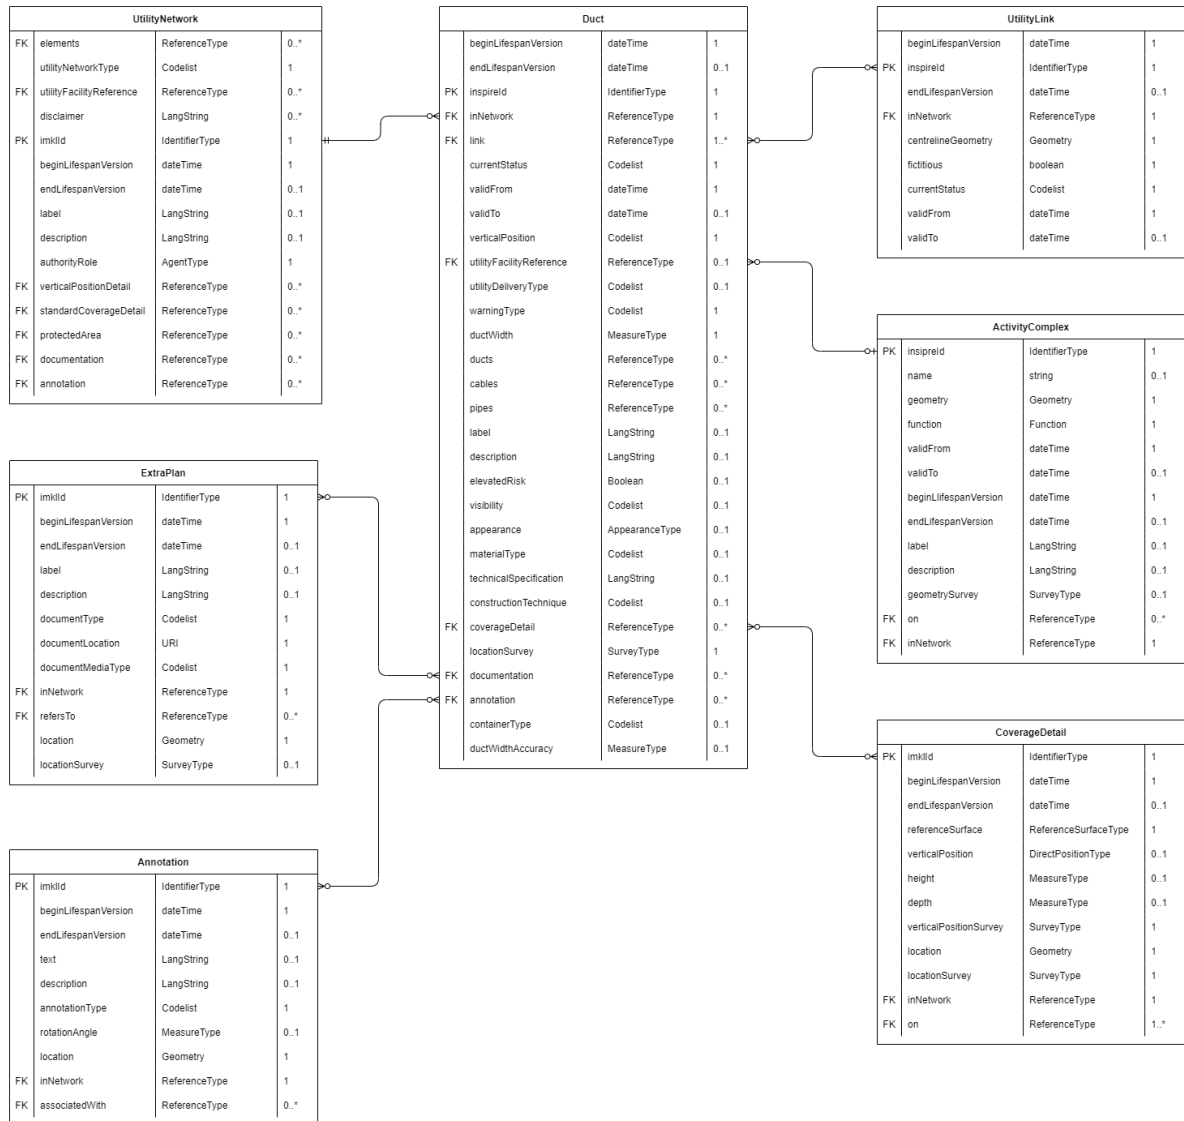 UtilityNetwork
FK elements ReferenceType 0..*
utilityNetworkType Codelist 1
FK utilityFacilityReference ReferenceType 0..*
disclaimer LangString 0..*
PK imklId IdentifierType 1
beginLifespanVersion dateTime 1
endLifespanVersion dateTime 0..1
label LangString 0..1
description LangString 0..1
authorityRole AgentType 1
FK verticalPositionDetail ReferenceType 0..*
FK standardCoverageDetail ReferenceType 0..*
FK protectedArea ReferenceType 0..*
FK documentation ReferenceType 0..*
FK annotation ReferenceType 0..*
ExtraPlan
PK imklId IdentifierType 1
beginLifespanVersion dateTime 1
endLifespanVersion dateTime 0..1
label LangString 0..1
description LangString 0..1
documentType Codelist 1
documentLocation URI 1
documentMediaType Codelist 1
FK inNetwork ReferenceType 1
FK refersTo ReferenceType 0..*
location Geometry 1
locationSurvey SurveyType 0..1
Annotation
PK imklId IdentifierType 1
beginLifespanVersion dateTime 1
endLifespanVersion dateTime 0..1
text LangString 0..1
description LangString 0..1
annotationType Codelist 1
rotationAngle MeasureType 0..1
location Geometry 1
FK inNetwork ReferenceType 1
FK associatedWith ReferenceType 0..*
Duct
beginLifespanVersion dateTime 1
endLifespanVersion dateTime 0..1
PK inspireId IdentifierType 1
FK inNetwork ReferenceType 1
FK link ReferenceType 1..*
currentStatus Codelist 1
validFrom dateTime 1
validTo dateTime 0..1
verticalPosition Codelist 1
FK utilityFacilityReference ReferenceType 0..1
utilityDeliveryType Codelist 0..1
warningType Codelist 1
ductWidth MeasureType 1
ducts ReferenceType 0..*
cables ReferenceType 0..*
pipes ReferenceType 0..*
label LangString 0..1
description LangString 0..1
elevatedRisk Boolean 0..1
visibility Codelist 0..1
appearance AppearanceType 0..1
materialType Codelist 0..1
technicalSpecification LangString 0..1
constructionTechnique Codelist 0..1
FK coverageDetail ReferenceType 0..*
locationSurvey SurveyType 1
FK documentation ReferenceType 0..*
FK annotation ReferenceType 0..*
containerType Codelist 0..1
ductWidthAccuracy MeasureType 0..1
UtilityLink
beginLifespanVersion dateTime 1
PK inspireId IdentifierType 1
endLifespanVersion dateTime 0..1
FK inNetwork ReferenceType 1
centrelineGeometry Geometry 1
fictitious boolean 1
currentStatus Codelist 1
validFrom dateTime 1
validTo dateTime 0..1
ActivityComplex
PK insipreId IdentifierType 1
name string 0..1
geometry Geometry 1
function Function 1
validFrom dateTime 1
validTo dateTime 0..1
beginLlifespanVersion dateTime 1
endLifespanVersion dateTime 0..1
label LangString 0..1
description LangString 0..1
geometrySurvey SurveyType 0..1
FK on ReferenceType 0..*
FK inNetwork ReferenceType 1
CoverageDetail
PK imklId IdentifierType 1
beginLifespanVersion dateTime 1
endLifespanVersion dateTime 0..1
referenceSurface ReferenceSurfaceType 1
verticalPosition DirectPositionType 0..1
height MeasureType 0..1
depth MeasureType 0..1
verticalPositionSurvey SurveyType 1
location Geometry 1
locationSurvey SurveyType 1
FK inNetwork ReferenceType 1
FK on ReferenceType 1..*